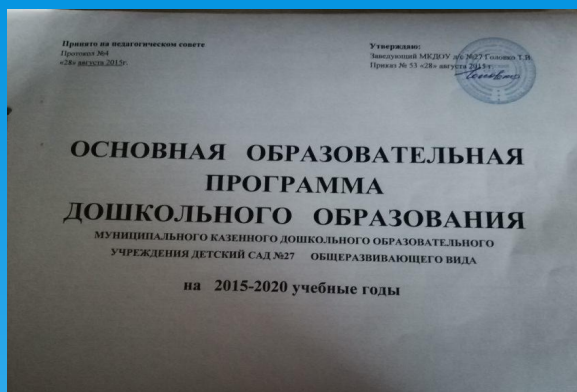 Принято на педагогическом совете
Протокол №4
«28» августа 2015г.
Утверждаю:
Заведующий МКДОУ д/с №27 Головко Т.В.
Приказ № 53 «28» августа 2015 г.
ОСНОВНАЯ ОБРАЗОВАТЕЛЬНАЯ
ПРОГРАММА
ДОШКОЛЬНОГО ОБРАЗОВАНИЯ
МУНИЦИПАЛЬНОГО КАЗЕННОГО ДОШКОЛЬНОГО ОБРАЗОВАТЕЛЬНОГО
УЧРЕЖДЕНИЯ ДЕТСКИЙ САД №27 ОБЩЕРАЗВИВАЮЩЕГО ВИДА
на 2015-2020 учебные годы